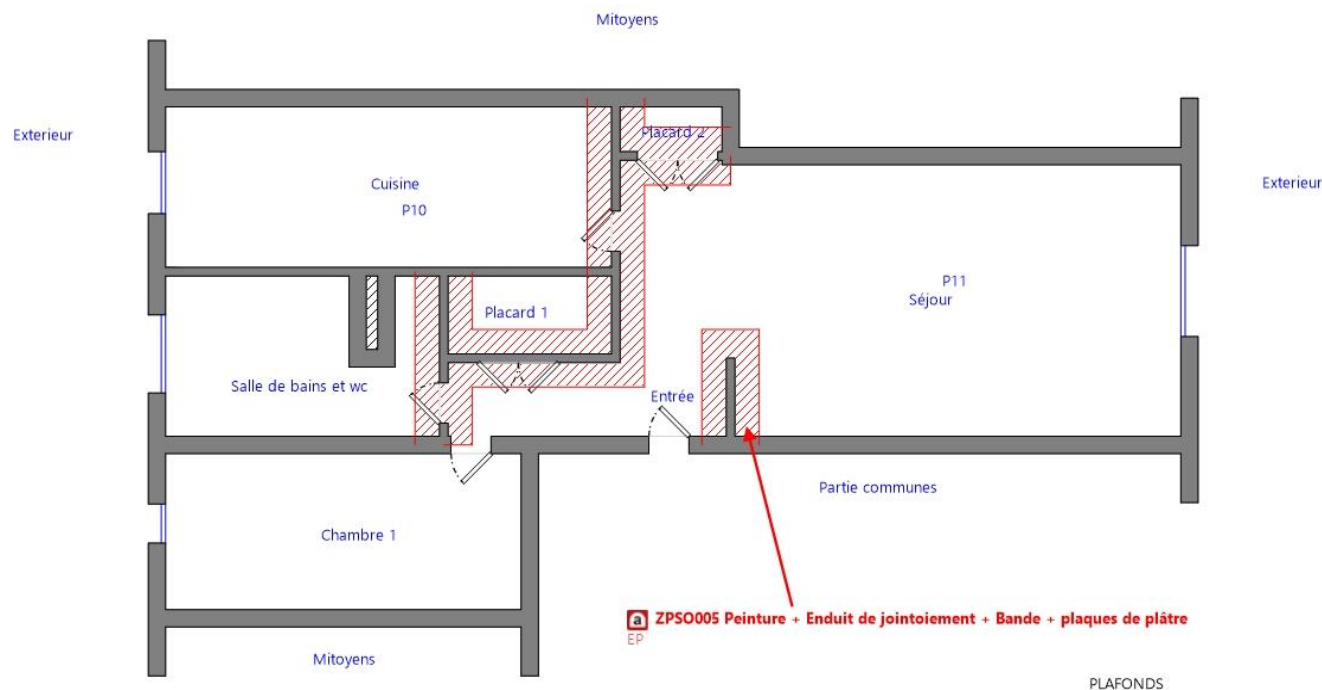 Mitoyens
Exterieur
Placard 2
Cuisine
Exterieur
P10
P11
Séjour
Placard 1
Salle de bains et wc
Entrée
Partie communes
Chambre 1
a ZPSO005 Peinture + Enduit de jointoiement + Bande + plaques de plâtre
EP
Mitoyens
PLAFONDS